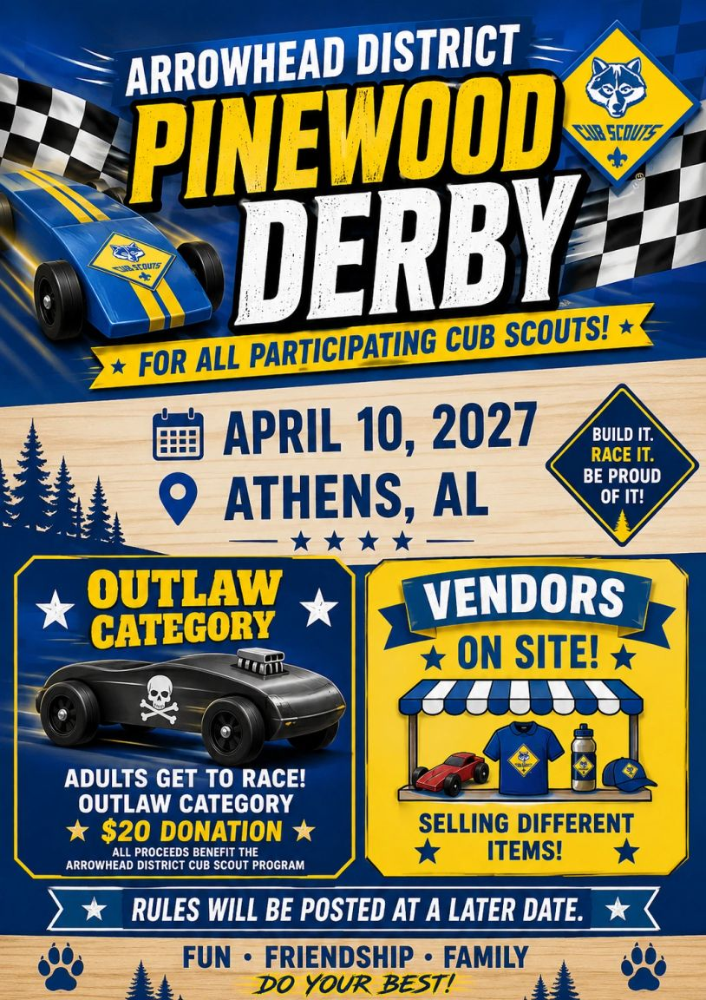 ARROWHEAD DISTRICT
PINEWOOD
DERBY
CUB SCOUTS
CUB SCOUTS
FOR ALL PARTICIPATING CUB SCOUTS!
APRIL 10, 2027
ATHENS, AL
BUILD IT.
RACE IT.
BE PROUD
OF IT!
OUTLAW
CATEGORY
ADULTS GET TO RACE!
OUTLAW CATEGORY
$20 DONATION
ALL PROCEEDS BENEFIT THE
ARROWHEAD DISTRICT CUB SCOUT PROGRAM
VENDORS
ON SITE!
SELLING DIFFERENT
ITEMS!
RULES WILL BE POSTED AT A LATER DATE.
FUN • FRIENDSHIP • FAMILY
DO YOUR BEST!